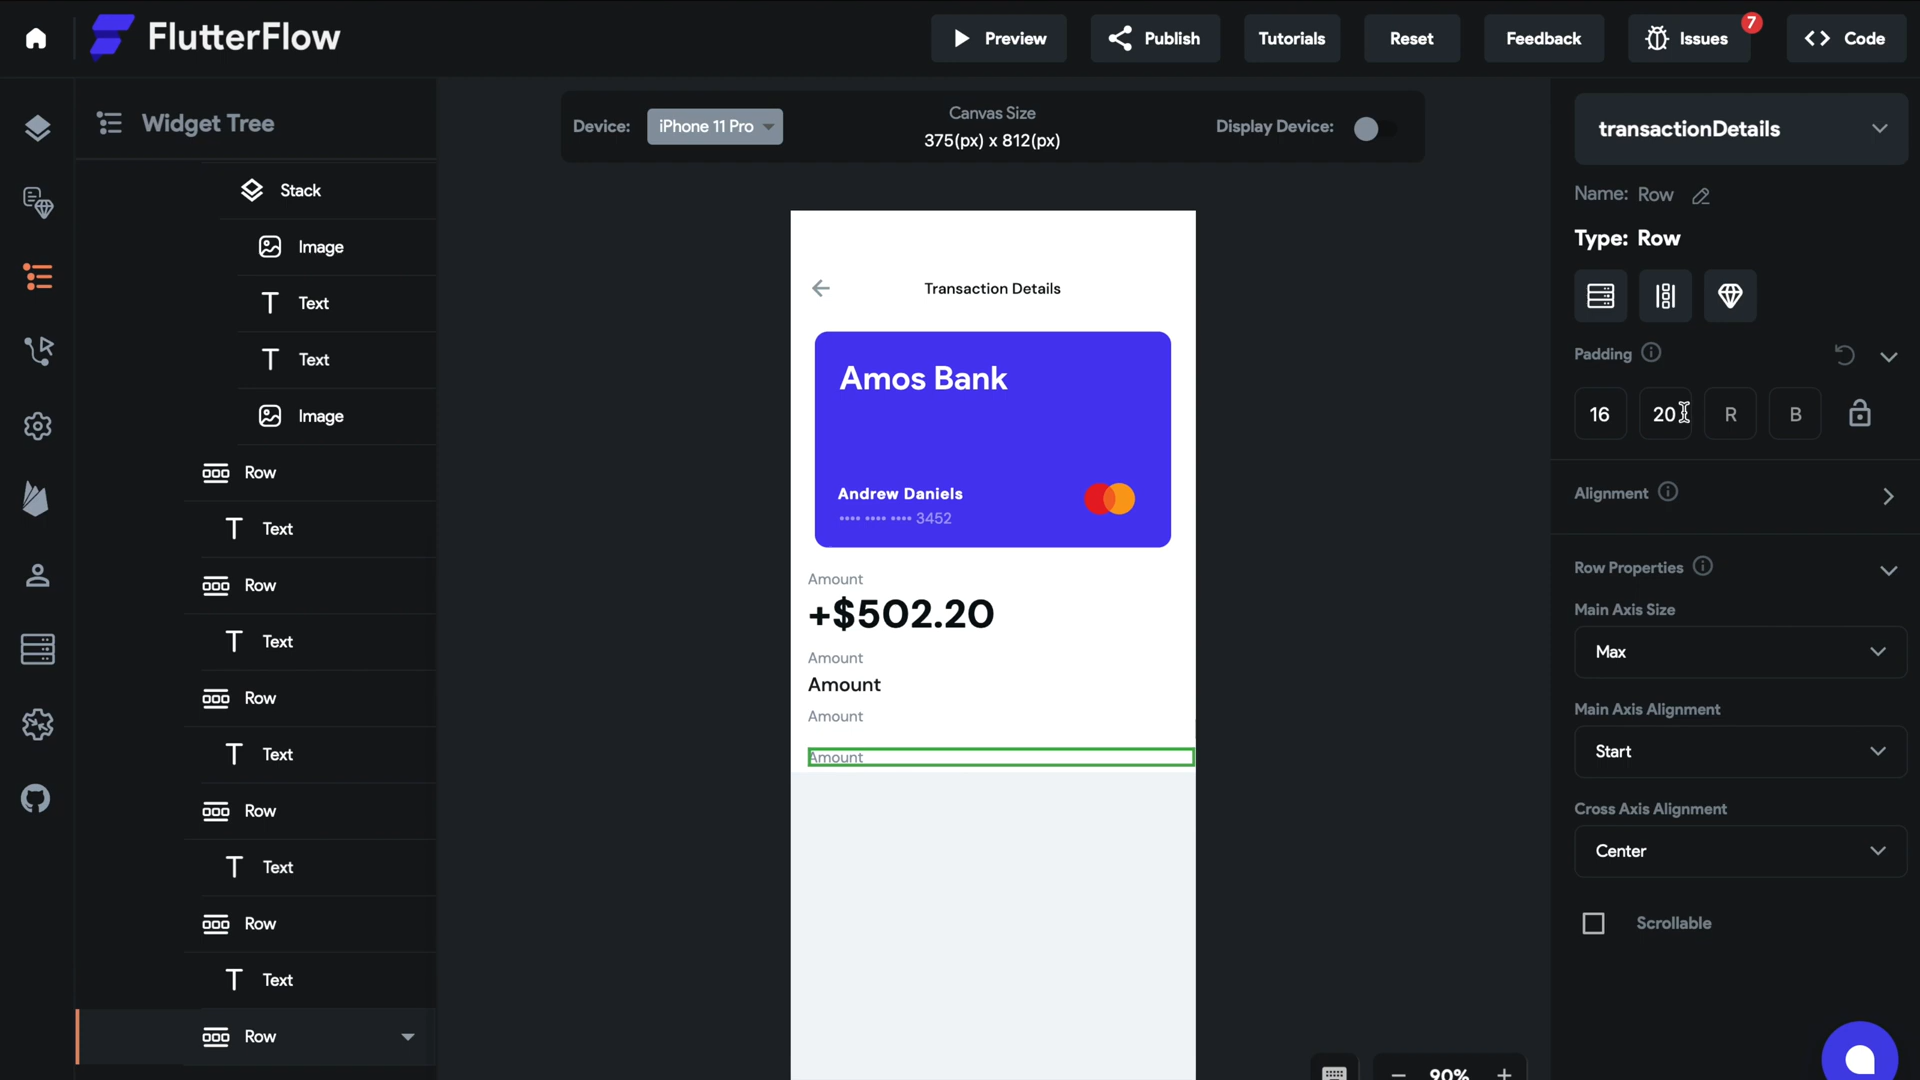 FlutterFlow
Preview
Publish
Tutorials
Reset
Feedback
Issues
7
Code
Widget Tree
Stack
Image
Text
Text
Image
Row
Text
Row
Text
Row
Text
Row
Text
Row
Text
Row
Device:
iPhone 11 Pro
Canvas Size
375(px) x 812(px)
Display Device:
Transaction Details
Amos Bank
Andrew Daniels
•••• •••• •••• 3452
Amount
+$502.20
Amount
Amount
Amount
Amount
90%
transactionDetails
Name: Row
Type: Row
Padding
16
20
R
B
Alignment
Row Properties
Main Axis Size
Max
Main Axis Alignment
Start
Cross Axis Alignment
Center
Scrollable